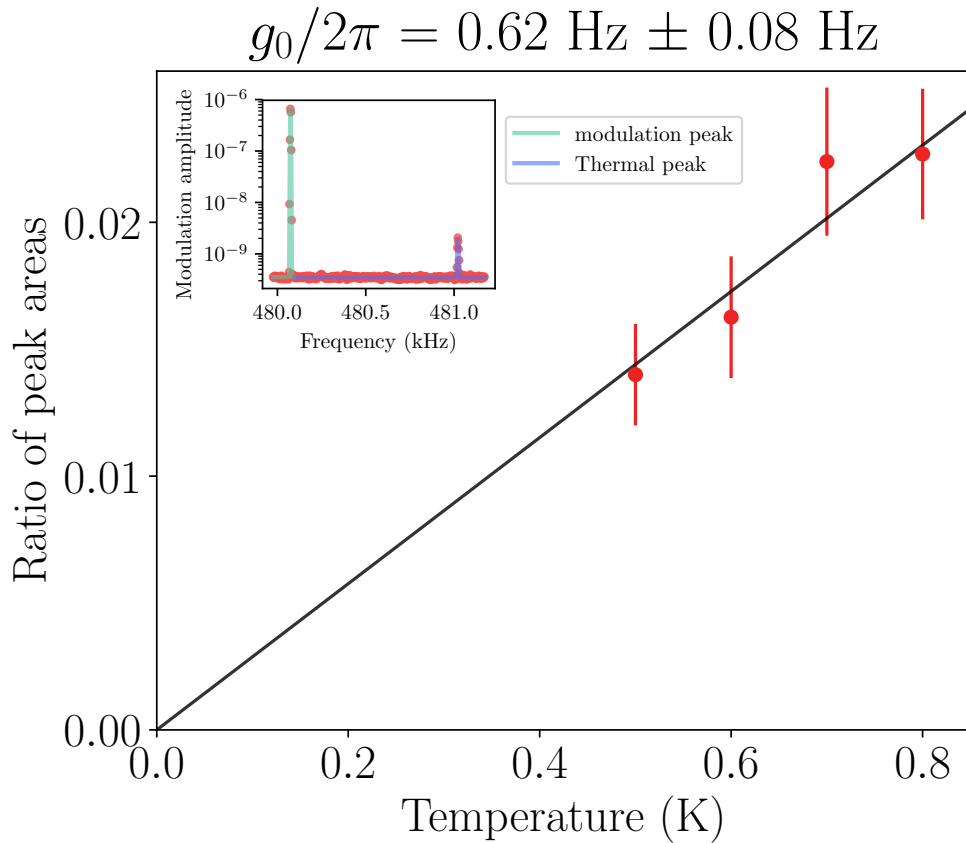 g₀/2π = 0.62 Hz ± 0.08 Hz
Ratio of peak areas
0.02
0.01
0.00
0.0 0.2 0.4 0.6 0.8
Temperature (K)
Modulation amplitude
10⁻⁶
10⁻⁷
10⁻⁸
10⁻⁹
480.0 480.5 481.0
Frequency (kHz)
modulation peak
Thermal peak